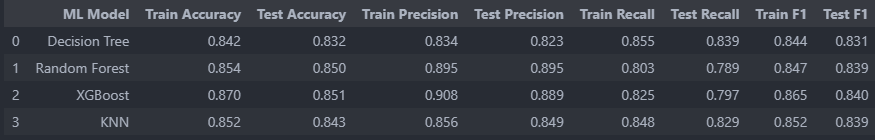 ML Model Train Accuracy Test Accuracy Train Precision Test Precision Train Recall Test Recall Train F1 Test F1
0 Decision Tree 0.842 0.832 0.834 0.823 0.855 0.839 0.844 0.831
1 Random Forest 0.854 0.850 0.895 0.895 0.803 0.789 0.847 0.839
2 XGBoost 0.870 0.851 0.908 0.889 0.825 0.797 0.865 0.840
3 KNN 0.852 0.843 0.856 0.849 0.848 0.829 0.852 0.839